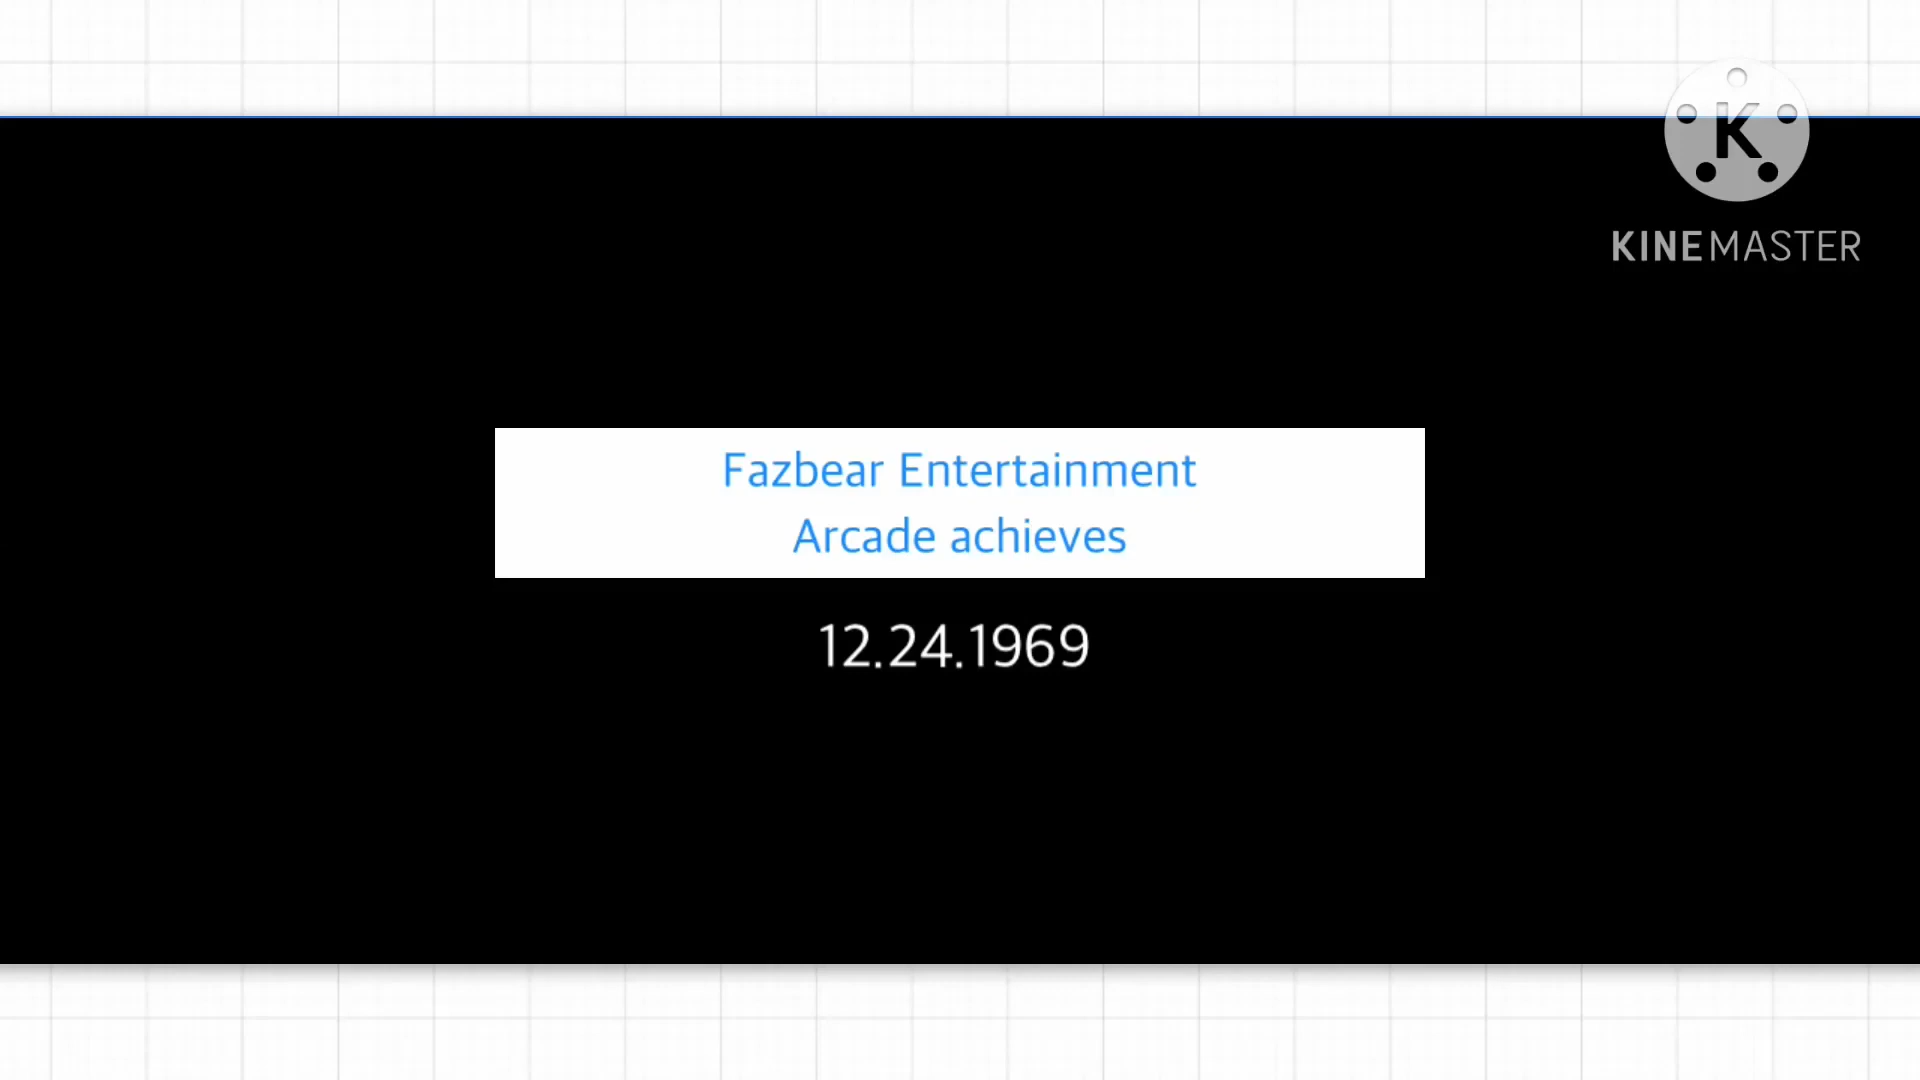 K
KINEMASTER
Fazbear Entertainment
Arcade achieves
12.24.1969